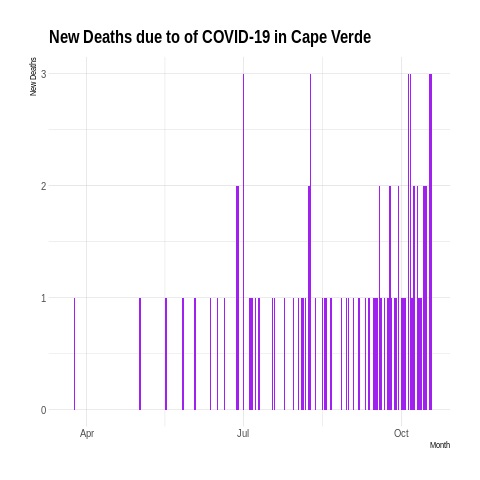 New Deaths due to of COVID-19 in Cape Verde
New Deaths
3
2
1
0
Apr
Jul
Oct
Month